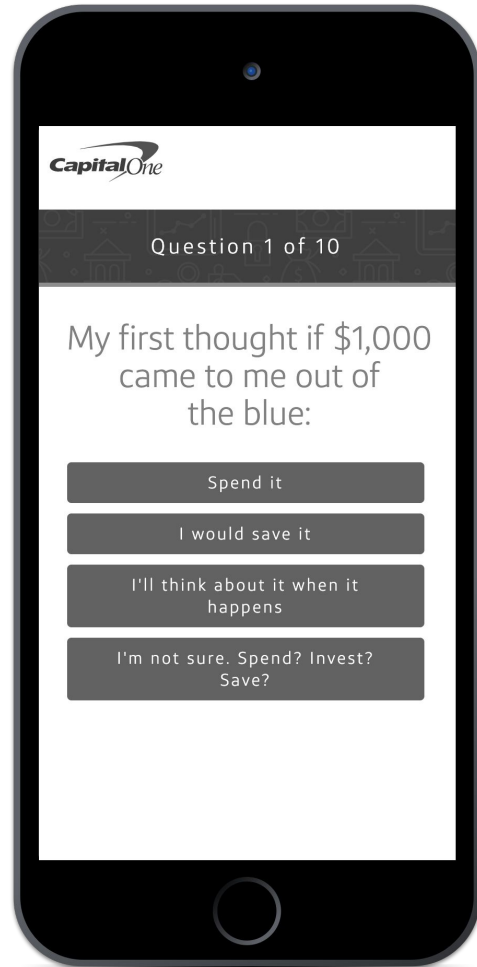 CapitalOne
Question 1 of 10
My first thought if $1,000
came to me out of
the blue:
Spend it
I would save it
I'll think about it when it
happens
I'm not sure. Spend? Invest?
Save?